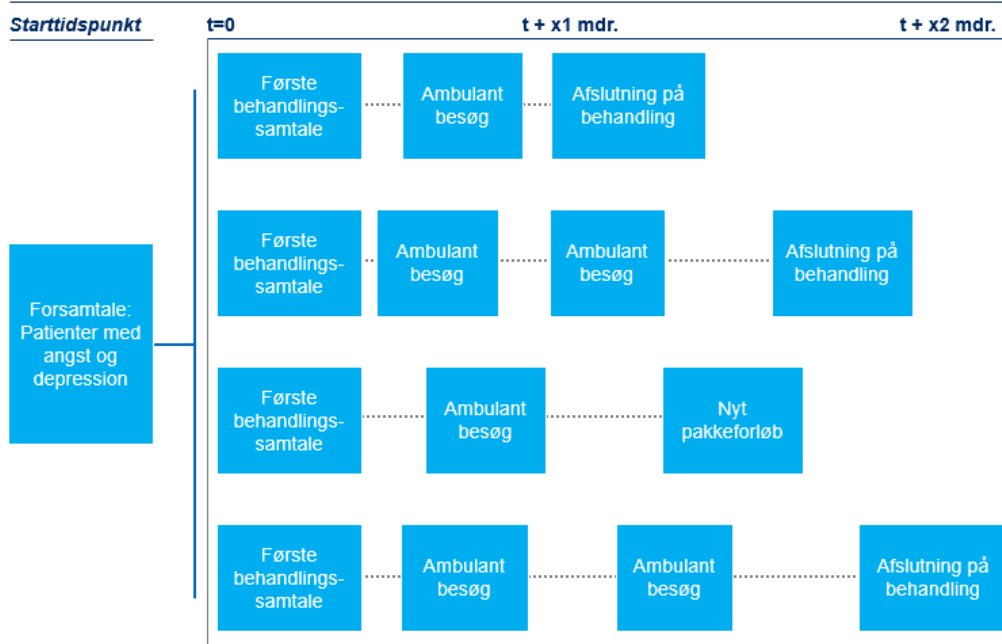 Starttidspunkt
t=0
t + x1 mdr.
t + x2 mdr.
Forsamtale:
Patienter med
angst og
depression
Første
behandlings-
samtale
Ambulant
besøg
Afslutning på
behandling
Første
behandlings-
samtale
Ambulant
besøg
Ambulant
besøg
Afslutning på
behandling
Første
behandlings-
samtale
Ambulant
besøg
Nyt
pakkeforløb
Første
behandlings-
samtale
Ambulant
besøg
Ambulant
besøg
Afslutning på
behandling